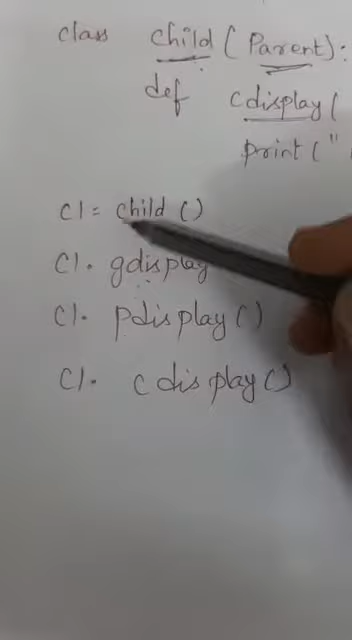 class child (Parent):
def cdisplay(
print ("
C1 = child ()
C1. gdisplay
C1. pdisplay ()
C1. cdisplay ()